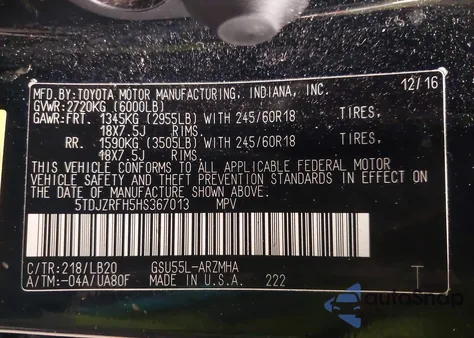 MFD.BY:TOYOTA MOTOR MANUFACTURING, INDIANA, INC. 12/16
GVWR:2720KG (6000LB)
GAWR:FRT. 1345KG (2955LB) WITH 245/60R18 TIRES,
18X7.5J RIMS.
RR. 1590KG (3505LB) WITH 245/60R18 TIRES,
18X7.5J RIMS.
THIS VEHICLE CONFORMS TO ALL APPLICABLE FEDERAL MOTOR
VEHICLE SAFETY AND THEFT PREVENTION STANDARDS IN EFFECT ON
THE DATE OF MANUFACTURE SHOWN ABOVE.
5TDJZRFH5HS367013 MPV
C/TR:218/LB20 GSU55L-ARZMHA
A/TM:-04A/UA80F MADE IN U.S.A. 222 T
AutoSnap